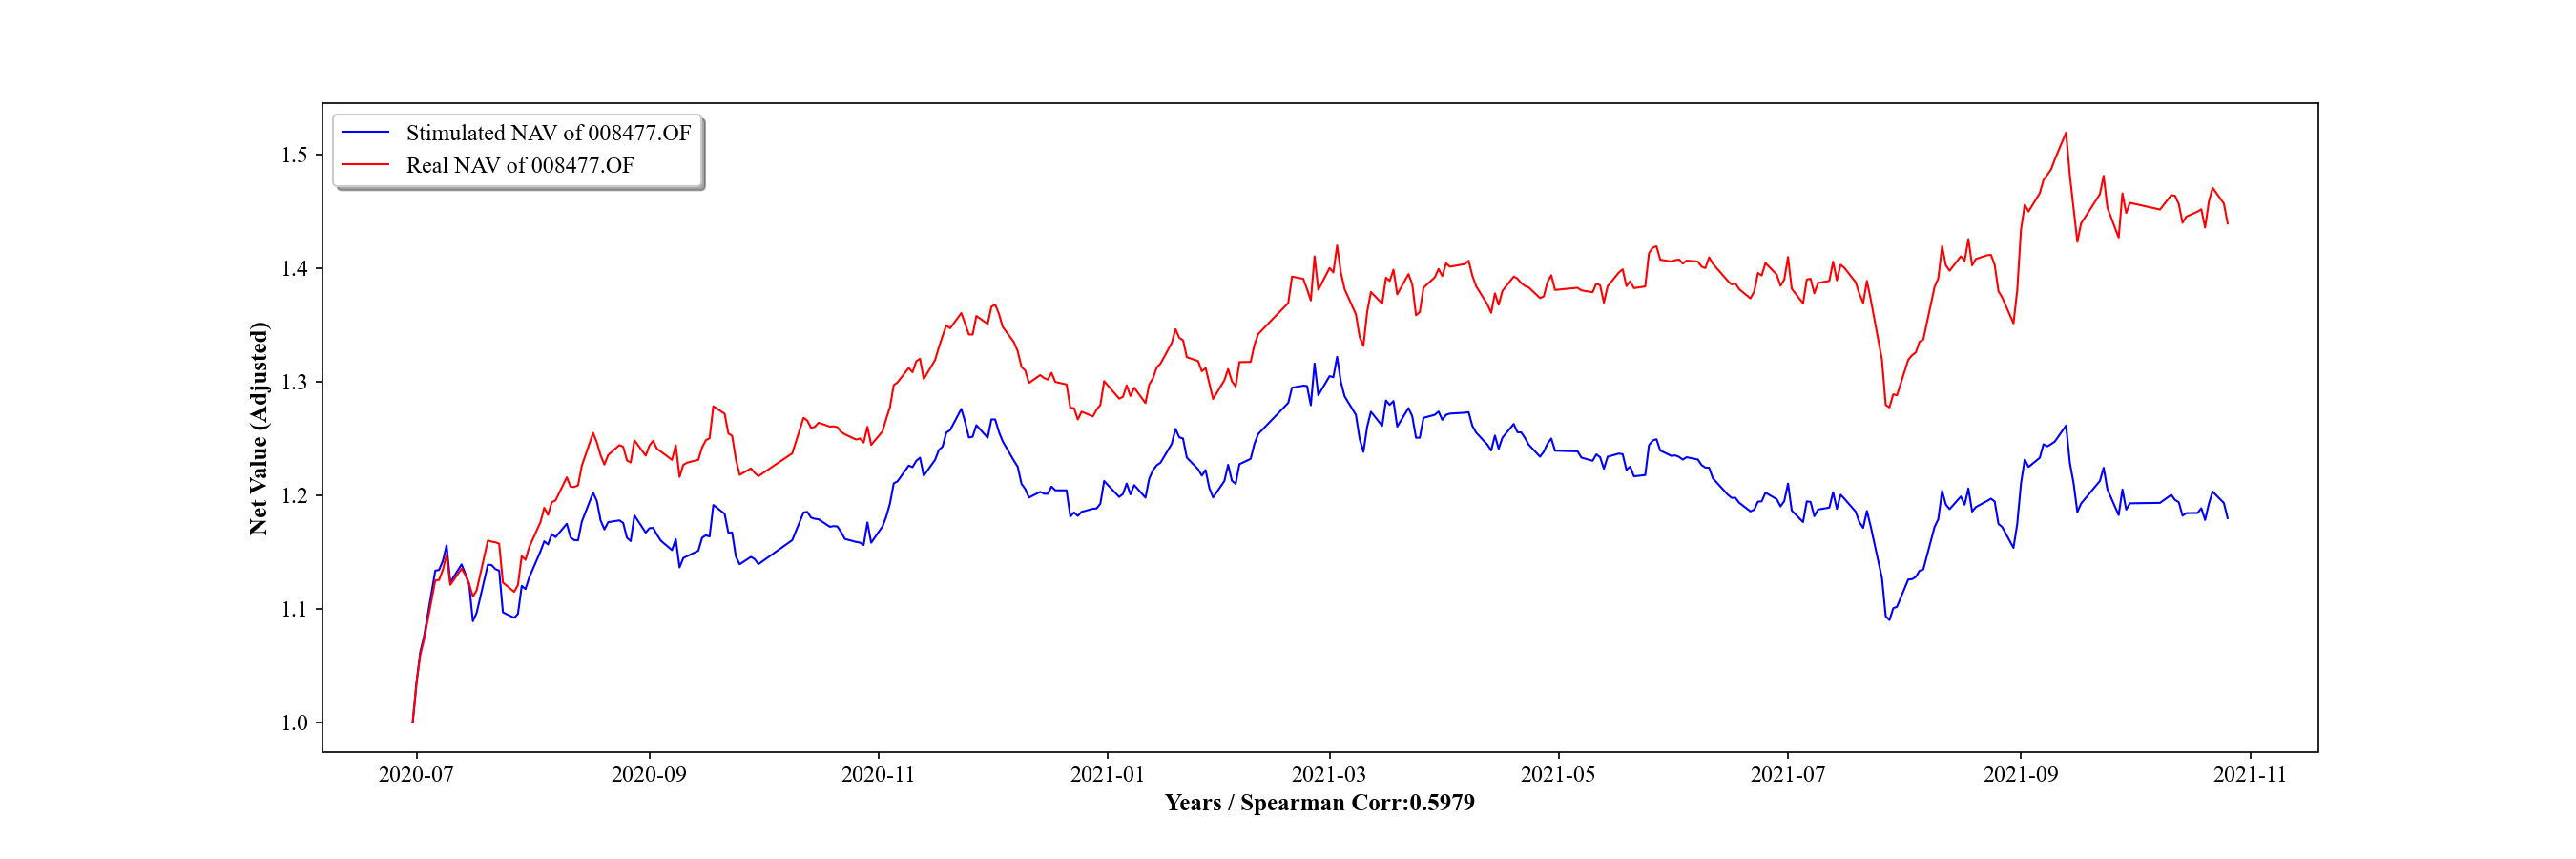 Stimulated NAV of 008477.OF
Real NAV of 008477.OF
Net Value (Adjusted)
1.5
1.4
1.3
1.2
1.1
1.0
2020-07 2020-09 2020-11 2021-01 2021-03 2021-05 2021-07 2021-09 2021-11
Years / Spearman Corr:0.5979